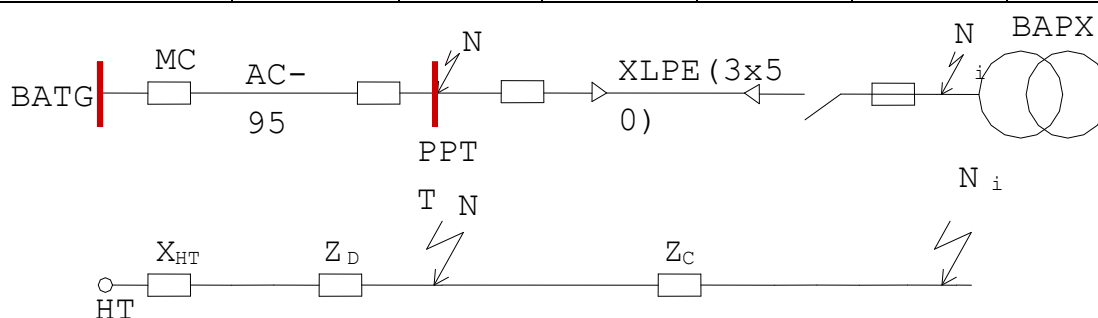 BATG
MC
AC-
95
N
PPT
T
XLPE(3x5
0)
N
i
BAPX
HT
X HT
Z D
N
Z C
N i